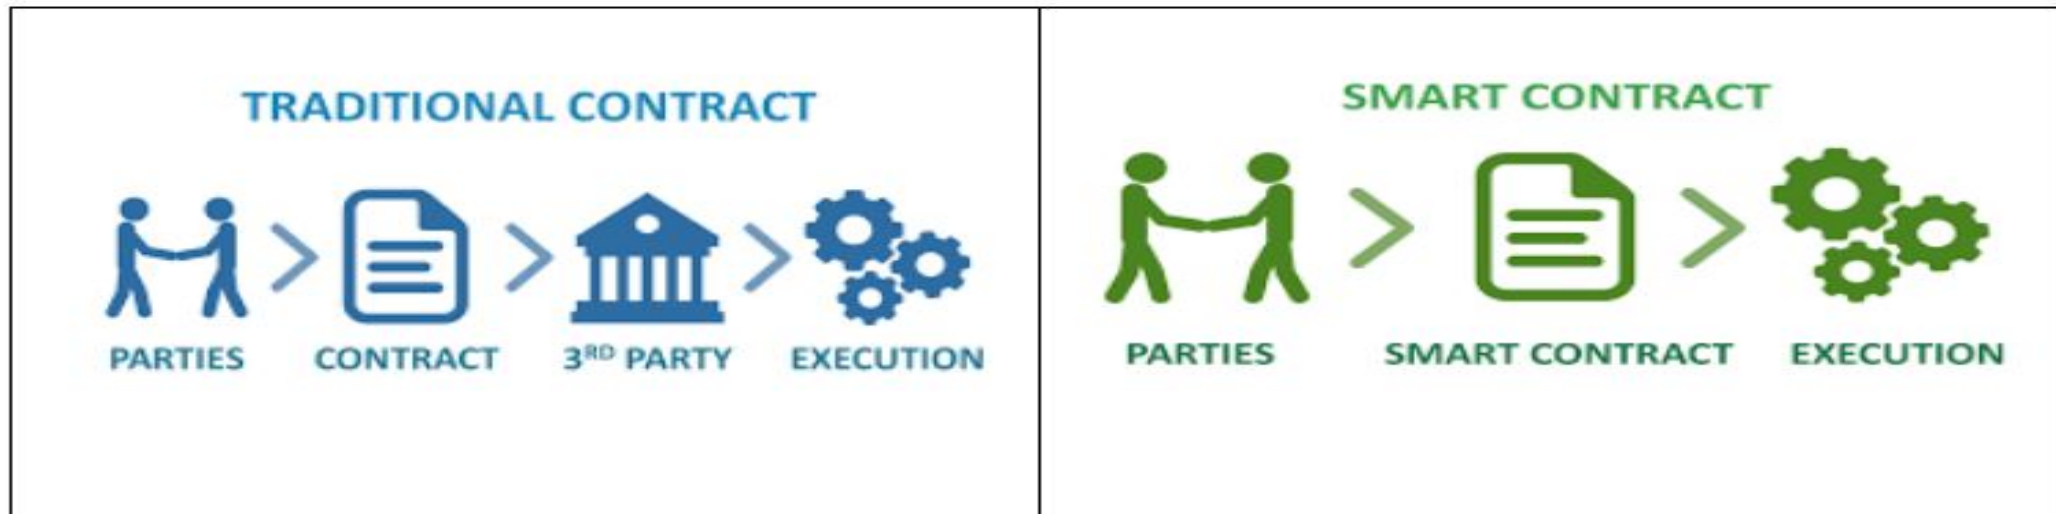 TRADITIONAL CONTRACT
PARTIES
CONTRACT
3RD PARTY
EXECUTION
SMART CONTRACT
PARTIES
SMART CONTRACT
EXECUTION